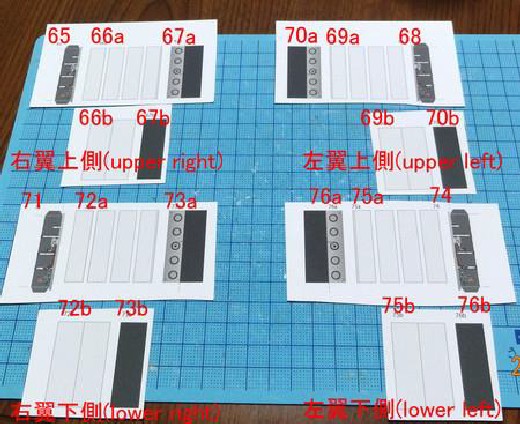 65 66a 67a 70a 69a 68
66b 67b 69b 70b
右翼上側(upper right) 左翼上側(upper left)
71 72a 73a 76a 75a 74
72b 73b 75b 76b
右翼下側(lower right) 左翼下側(lower left)